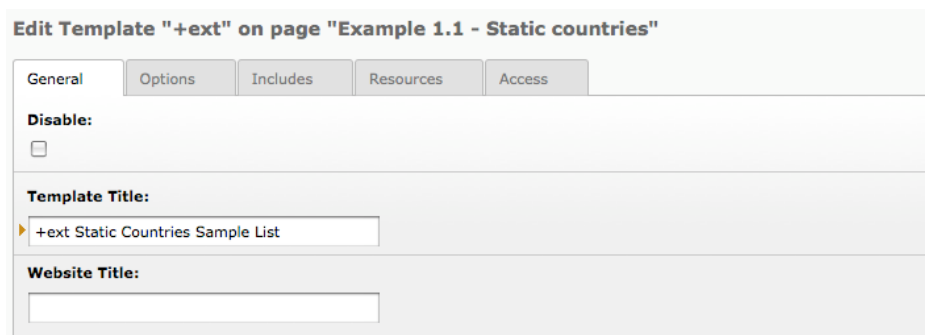 Edit Template "+ext" on page "Example 1.1 - Static countries"
General Options Includes Resources Access
Disable:
Template Title:
+ext Static Countries Sample List
Website Title: